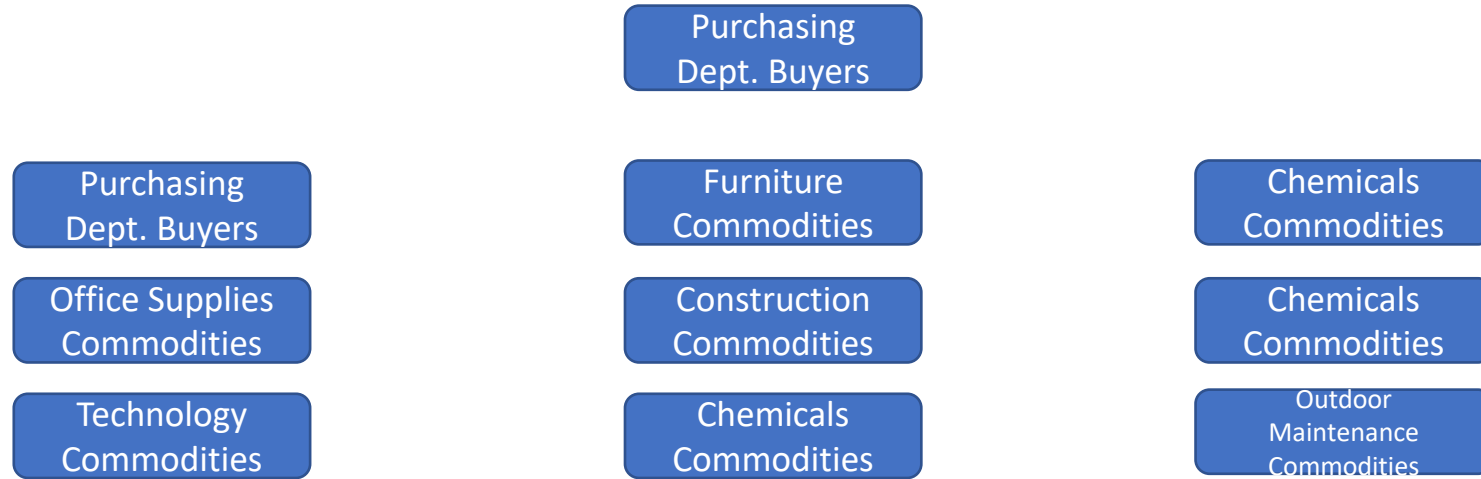 Purchasing
Dept. Buyers
Purchasing
Dept. Buyers
Furniture
Commodities
Chemicals
Commodities
Office Supplies
Commodities
Construction
Commodities
Chemicals
Commodities
Technology
Commodities
Chemicals
Commodities
Outdoor
Maintenance
Commodities